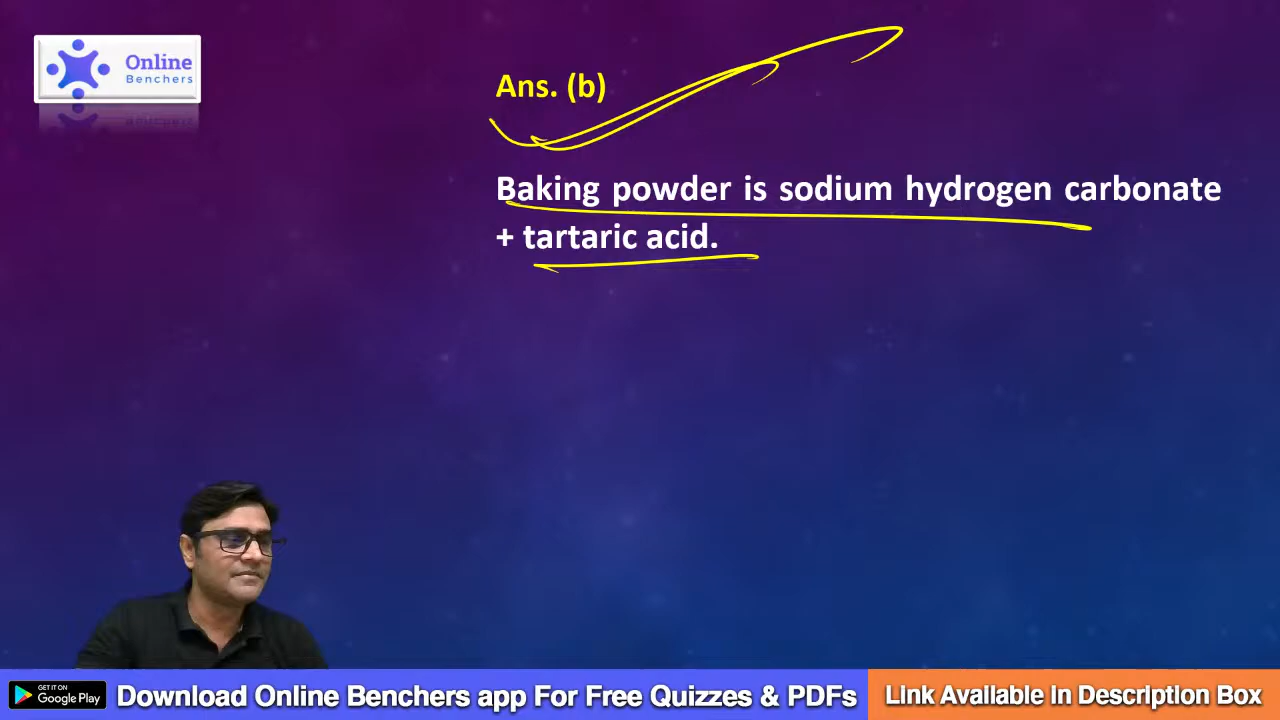 Online
Benchers
Ans. (b)
Baking powder is sodium hydrogen carbonate
+ tartaric acid.
GET IT ON
Google Play
Download Online Benchers app For Free Quizzes & PDFs
Link Available In Description Box